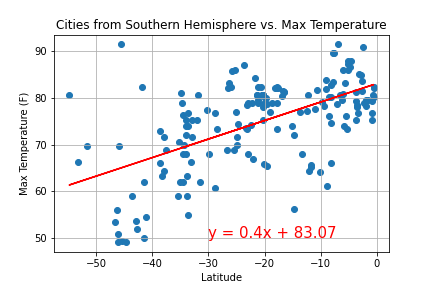 Cities from Southern Hemisphere vs. Max Temperature
Max Temperature (F)
90
80
70
60
50
y = 0.4x + 83.07
−50
−40
−30
−20
−10
0
Latitude